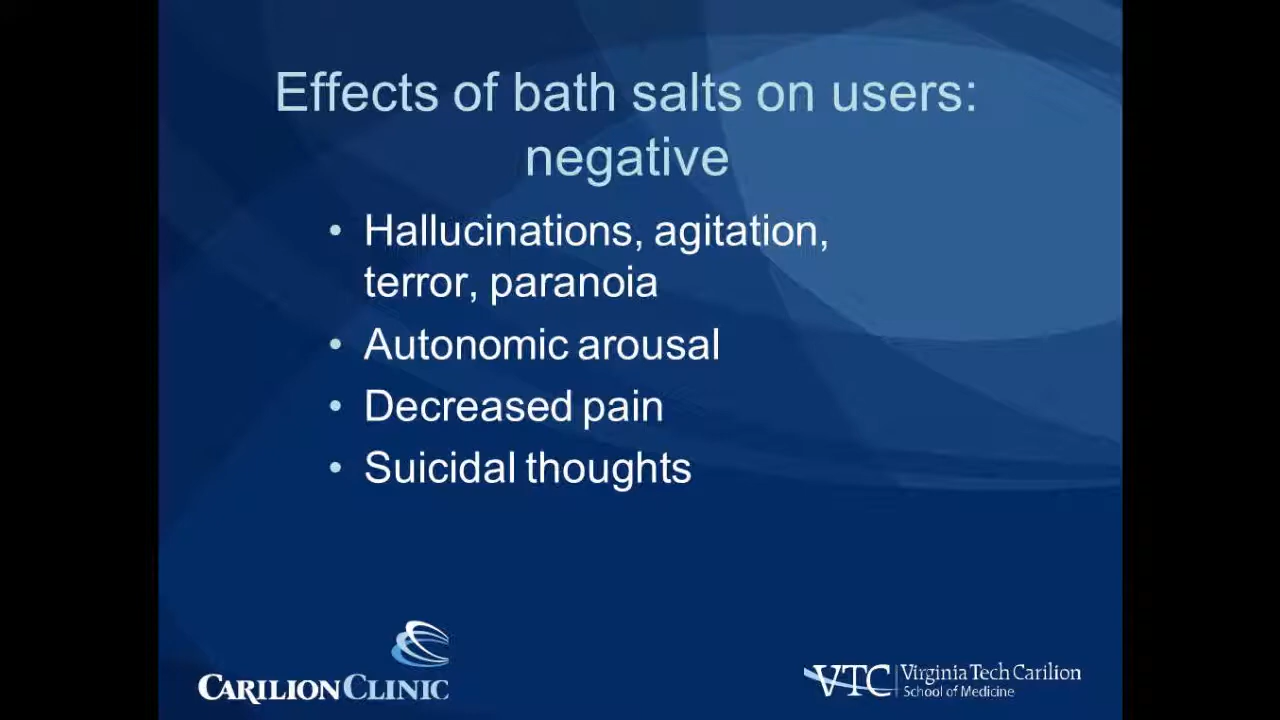 Effects of bath salts on users:
negative
• Hallucinations, agitation,
terror, paranoia
• Autonomic arousal
• Decreased pain
• Suicidal thoughts
CARILION CLINIC
VTC Virginia Tech Carilion
School of Medicine